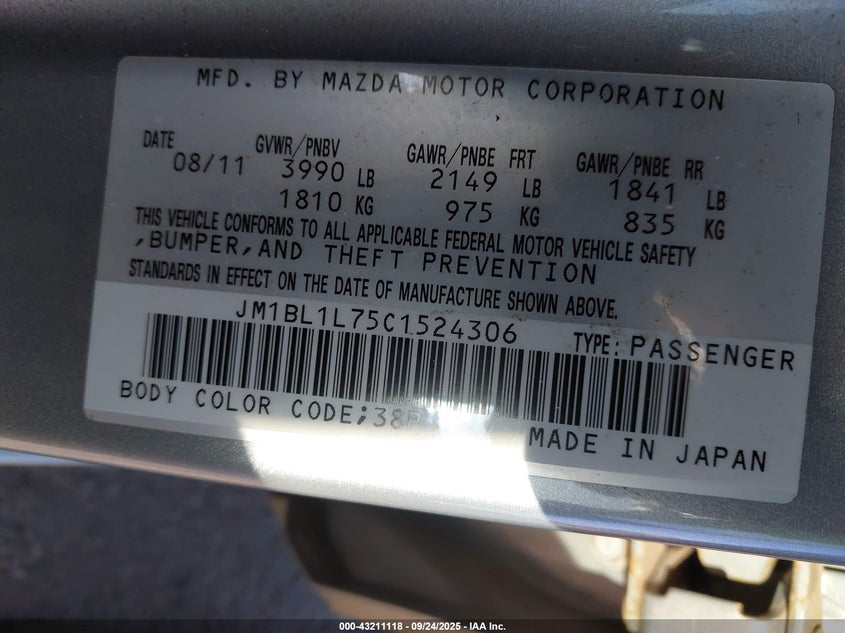 MFD. BY MAZDA MOTOR CORPORATION
DATE GVWR/PNBV GAWR/PNBE FRT GAWR/PNBE RR
08/11 3990 LB 2149 LB 1841 LB
1810 KG 975 KG 835 KG
THIS VEHICLE CONFORMS TO ALL APPLICABLE FEDERAL MOTOR VEHICLE SAFETY
,BUMPER,AND THEFT PREVENTION
STANDARDS IN EFFECT ON THE DATE OF MANUFACTURE SHOWN ABOVE.
JM1BL1L75C1524306 TYPE: PASSENGER
BODY COLOR CODE;38P
MADE IN JAPAN
000-43211118 - 09/24/2025 - IAA Inc.